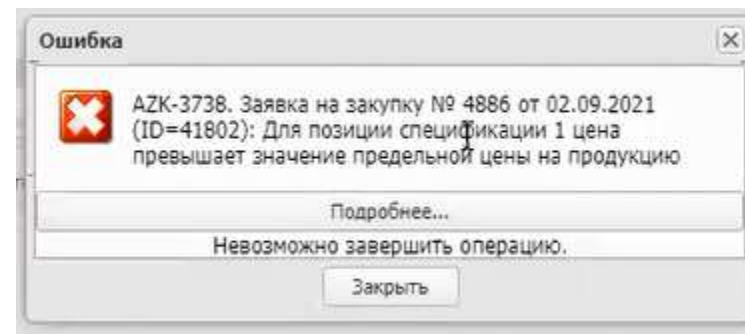 Ошибка
AZK-3738. Заявка на закупку № 4886 от 02.09.2021
(ID=41802): Для позиции спецификации 1 цена
превышает значение предельной цены на продукцию
Подробнее...
Невозможно завершить операцию.
Закрыть